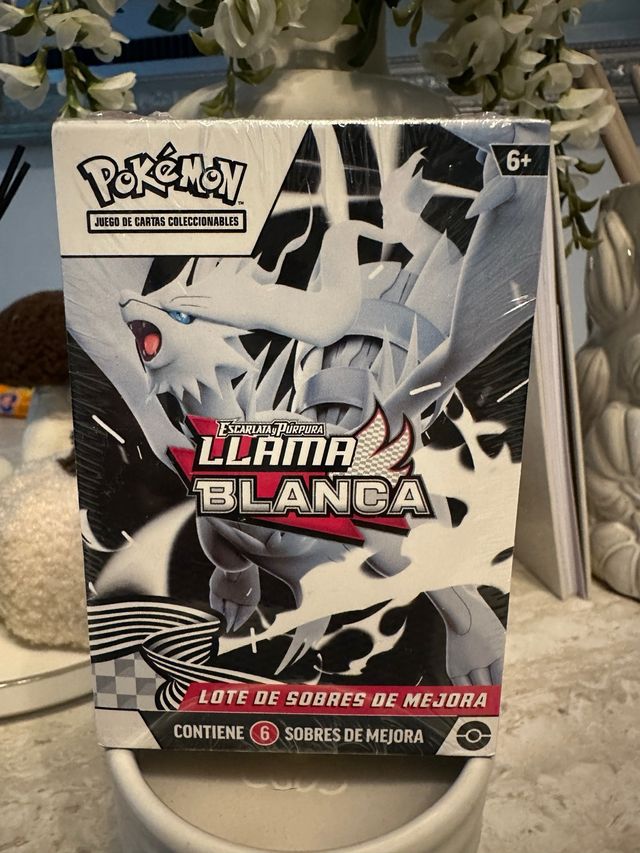 POKÉMON
JUEGO DE CARTAS COLECCIONABLES
6+
ESCARLATA Y PÚRPURA
LLAMA
BLANCA
LOTE DE SOBRES DE MEJORA
CONTIENE 6 SOBRES DE MEJORA